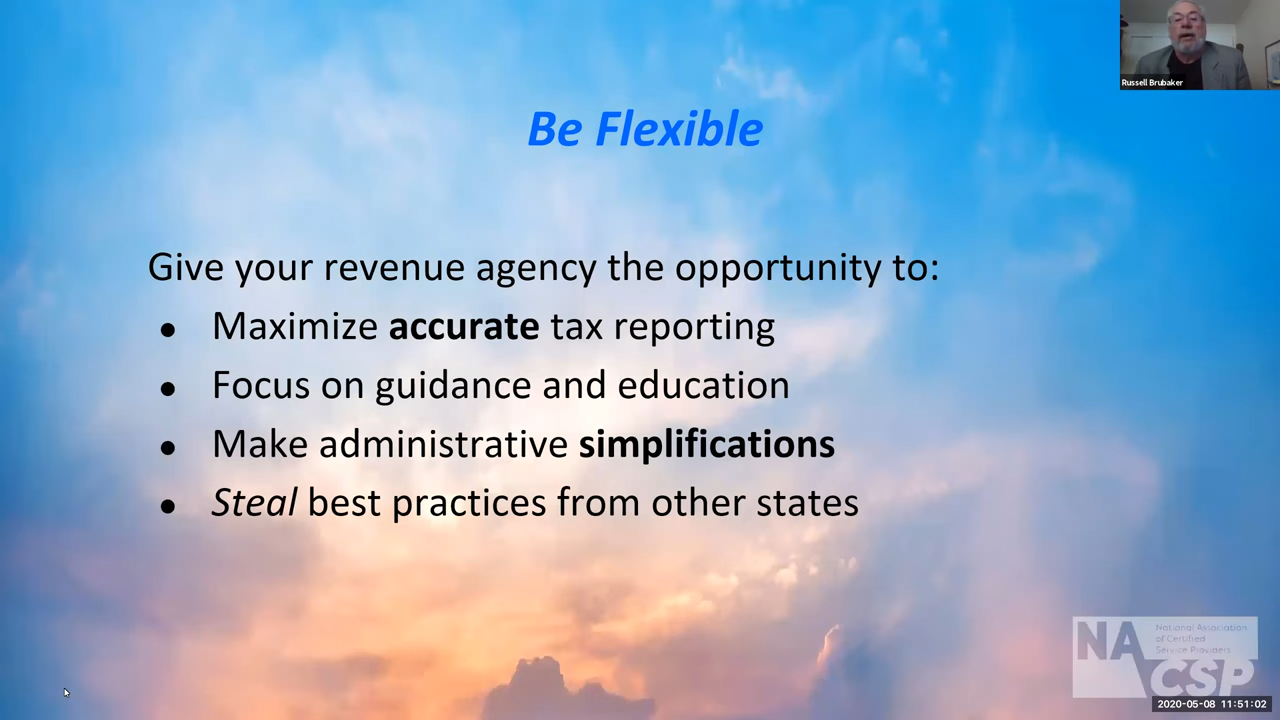 Russell Brubaker
Be Flexible
Give your revenue agency the opportunity to:
● Maximize accurate tax reporting
● Focus on guidance and education
● Make administrative simplifications
● Steal best practices from other states
NA
National Association
of Certified
Service Providers
CSP
2020-05-08 11:51:02